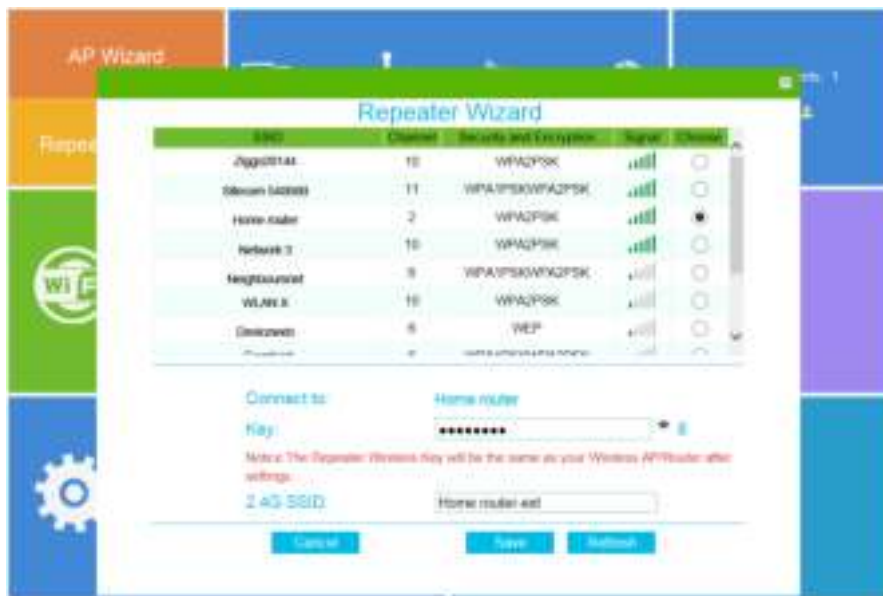 AP Wizard
Repeater Wizard
SSID Channel Security and Encryption Signal Choose
10 WPA2PSK
Sitecom 11 WPA1PSKWPA2PSK
Home router 2 WPA2PSK
Network 3 10 WPA2PSK
Neighboursnet 6 WPA1PSKWPA2PSK
WLAN 10 WPA2PSK
6 WEP
Connect to: Home router
Key: ●●●●●●●●
Notice: The Repeater Wireless Key will be the same as your Wireless AP/Router after
settings.
2.4G SSID: Home router-ext
Cancel Save Refresh